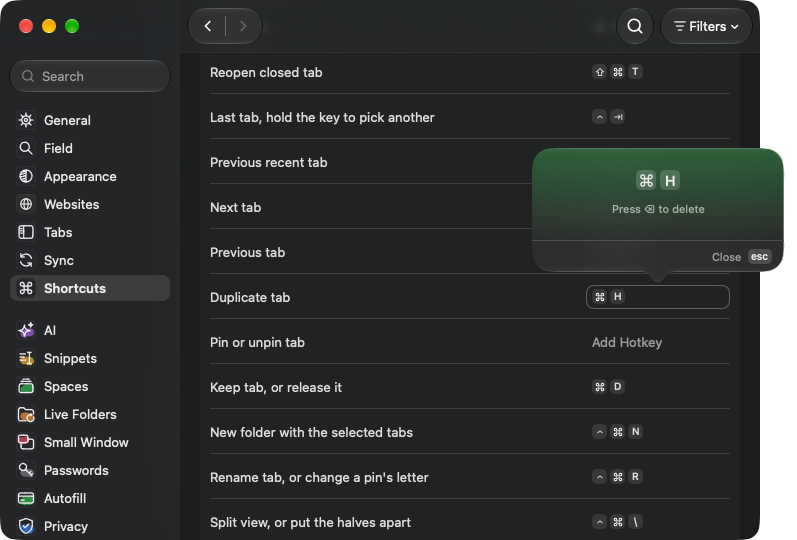 Search
General
Field
Appearance
Websites
Tabs
Sync
Shortcuts
AI
Snippets
Spaces
Live Folders
Small Window
Passwords
Autofill
Privacy
Filters
Reopen closed tab ⇧ ⌘ T
Last tab, hold the key to pick another ⌃ ⇥
Previous recent tab
Next tab
Previous tab
Duplicate tab ⌘ H
Pin or unpin tab Add Hotkey
Keep tab, or release it ⌘ D
New folder with the selected tabs ⌃ ⌘ N
Rename tab, or change a pin's letter ⌃ ⌘ R
Split view, or put the halves apart ⌃ ⌘ \
⌘ H
Press ⌫ to delete
Close esc